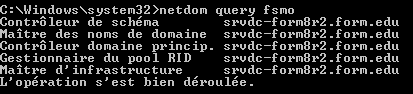 C:\Windows\system32>netdom query fsmo
Contrôleur de schéma srvdc-form8r2.form.edu
Maître des noms de domaine srvdc-form8r2.form.edu
Contrôleur domaine princip. srvdc-form8r2.form.edu
Gestionnaire du pool RID srvdc-form8r2.form.edu
Maître d'infrastructure srvdc-form8r2.form.edu
L'opération s'est bien déroulée.